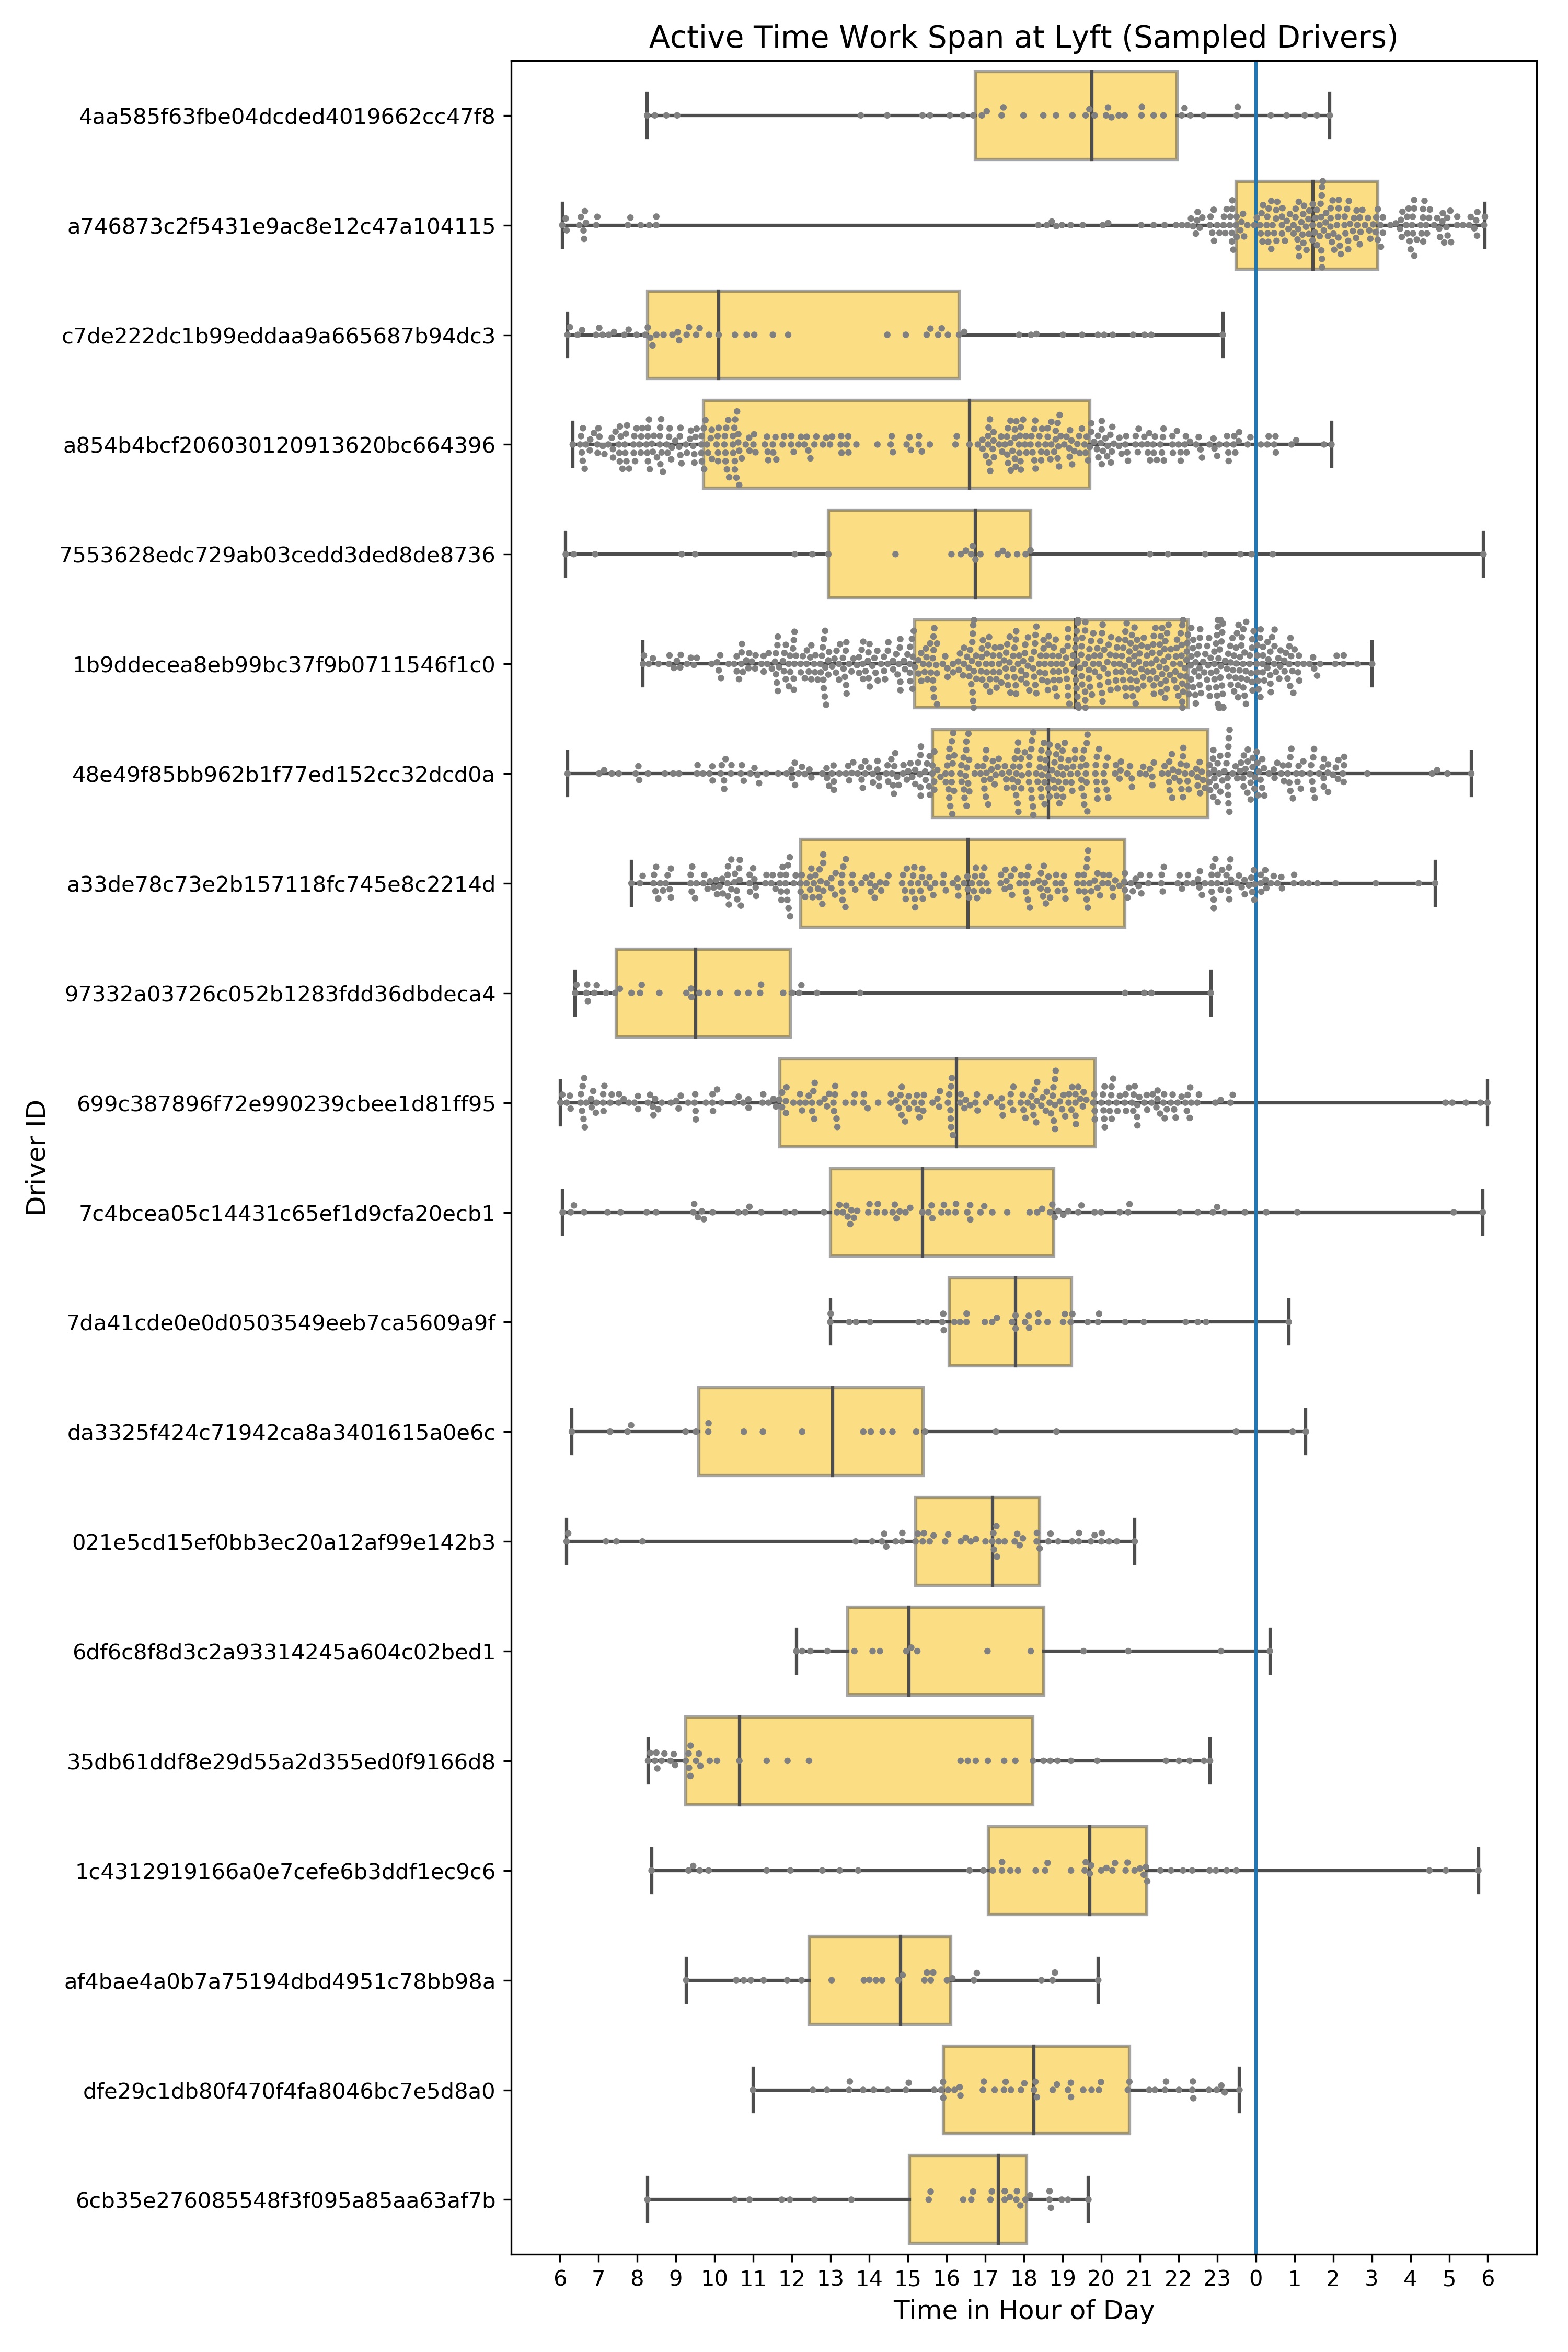 Active Time Work Span at Lyft (Sampled Drivers)
4aa585f63fbe04dcded4019662cc47f8
a746873c2f5431e9ac8e12c47a104115
c7de222dc1b99eddaa9a665687b94dc3
a854b4bcf206030120913620bc664396
7553628edc729ab03cedd3ded8de8736
1b9ddecea8eb99bc37f9b0711546f1c0
48e49f85bb962b1f77ed152cc32dcd0a
a33de78c73e2b157118fc745e8c2214d
97332a03726c052b1283fdd36dbdeca4
699c387896f72e990239cbee1d81ff95
7c4bcea05c14431c65ef1d9cfa20ecb1
7da41cde0e0d0503549eeb7ca5609a9f
da3325f424c71942ca8a3401615a0e6c
021e5cd15ef0bb3ec20a12af99e142b3
6df6c8f8d3c2a93314245a604c02bed1
35db61ddf8e29d55a2d355ed0f9166d8
1c4312919166a0e7cefe6b3ddf1ec9c6
af4bae4a0b7a75194dbd4951c78bb98a
dfe29c1db80f470f4fa8046bc7e5d8a0
6cb35e276085548f3f095a85aa63af7b
Driver ID
6 7 8 9 10 11 12 13 14 15 16 17 18 19 20 21 22 23 0 1 2 3 4 5 6
Time in Hour of Day